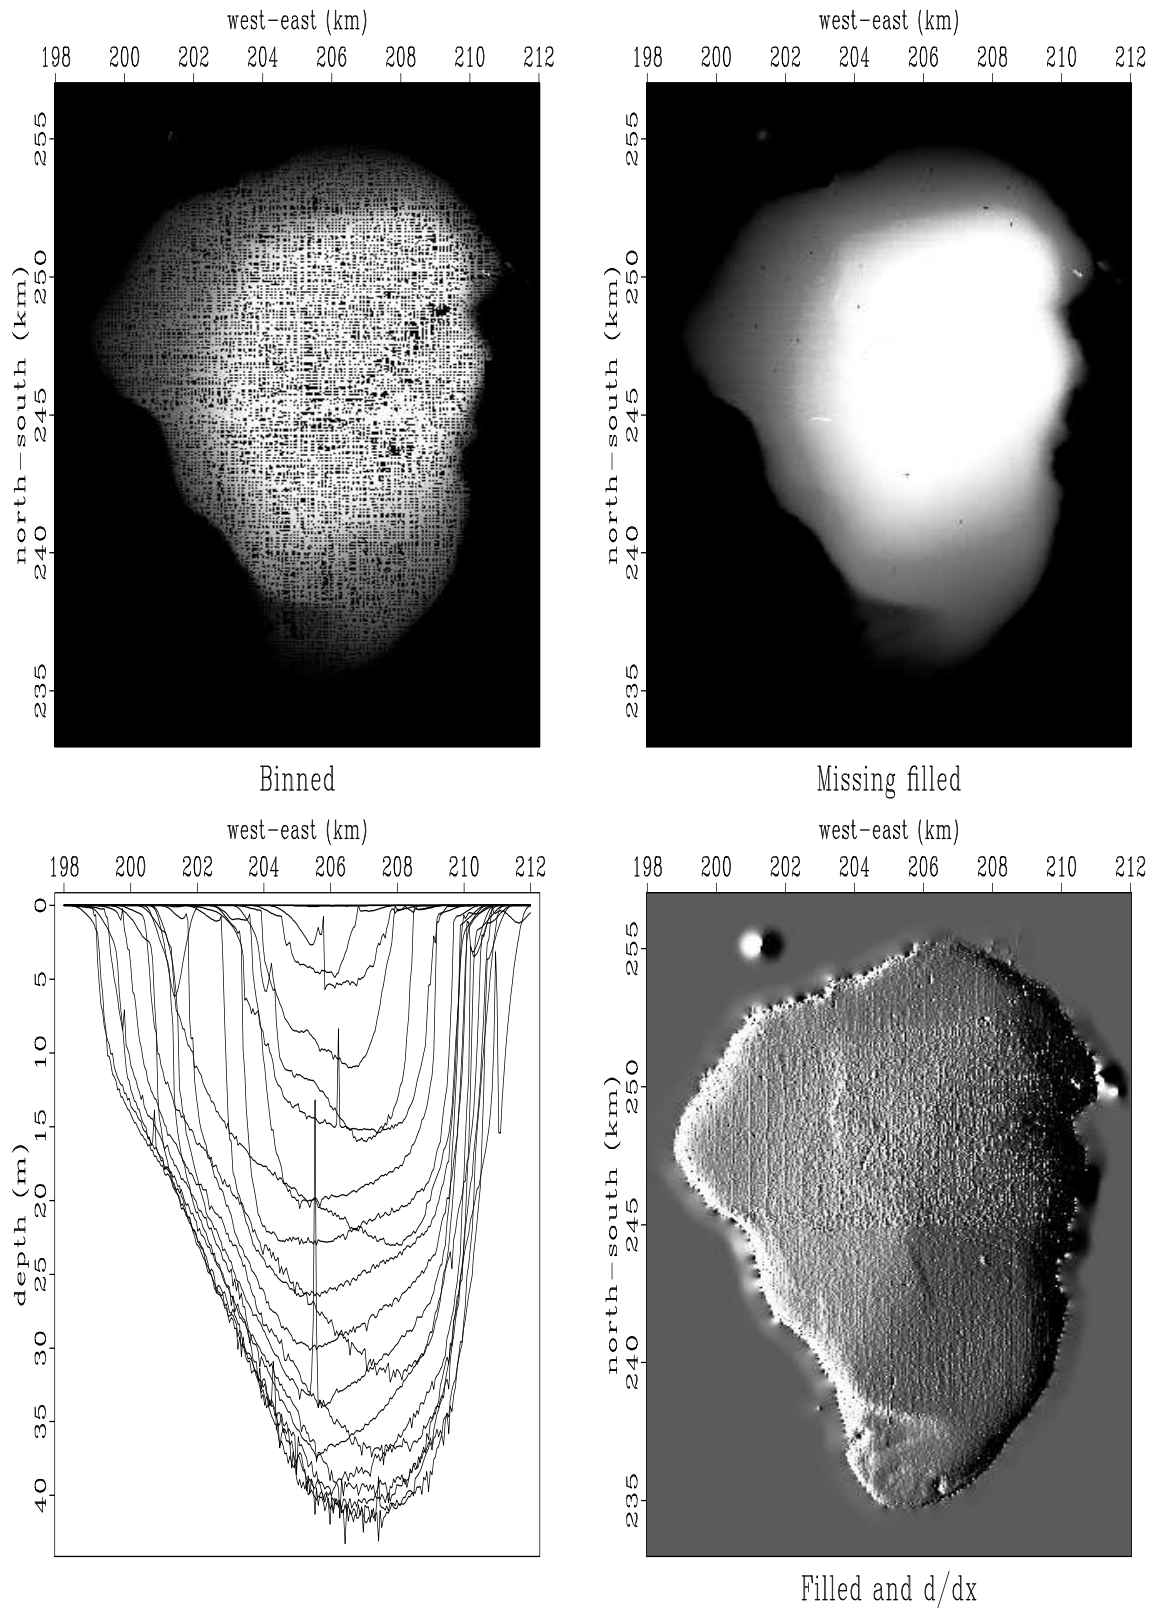 west-east (km)
198 200 202 204 206 208 210 212
north-south (km)
255
250
245
240
235
Binned
west-east (km)
198 200 202 204 206 208 210 212
north-south (km)
255
250
245
240
235
Missing filled
west-east (km)
198 200 202 204 206 208 210 212
depth (m)
0
5
10
15
20
25
30
35
40
west-east (km)
198 200 202 204 206 208 210 212
north-south (km)
255
250
245
240
235
Filled and d/dx